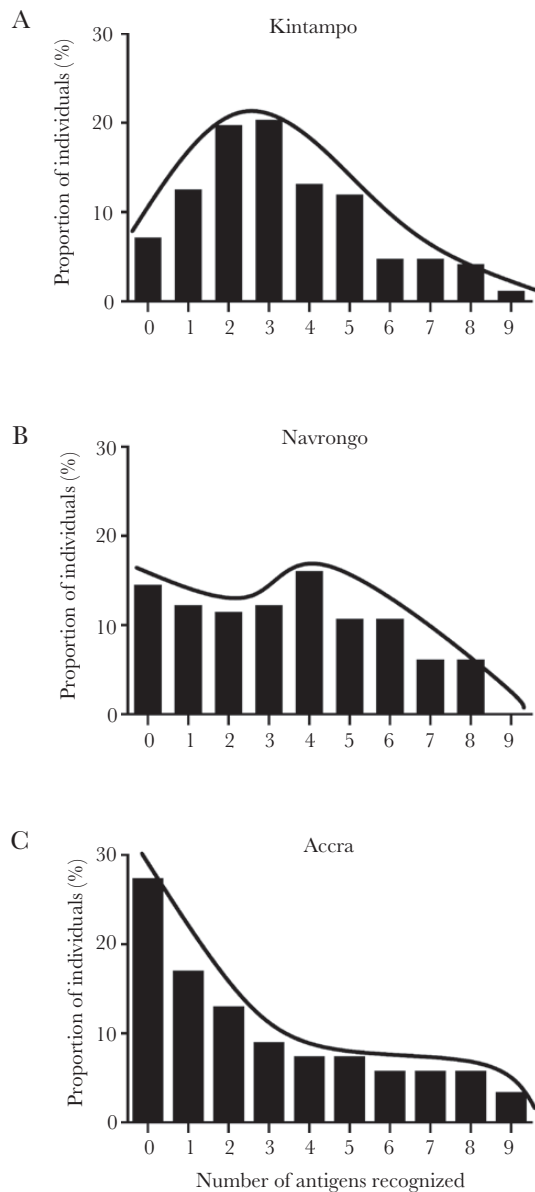 A
Kintampo
Proportion of individuals (%)
30
20
10
0
0 1 2 3 4 5 6 7 8 9
B
Navrongo
Proportion of individuals (%)
30
20
10
0
0 1 2 3 4 5 6 7 8 9
C
Accra
Proportion of individuals (%)
30
20
10
0
0 1 2 3 4 5 6 7 8 9
Number of antigens recognized